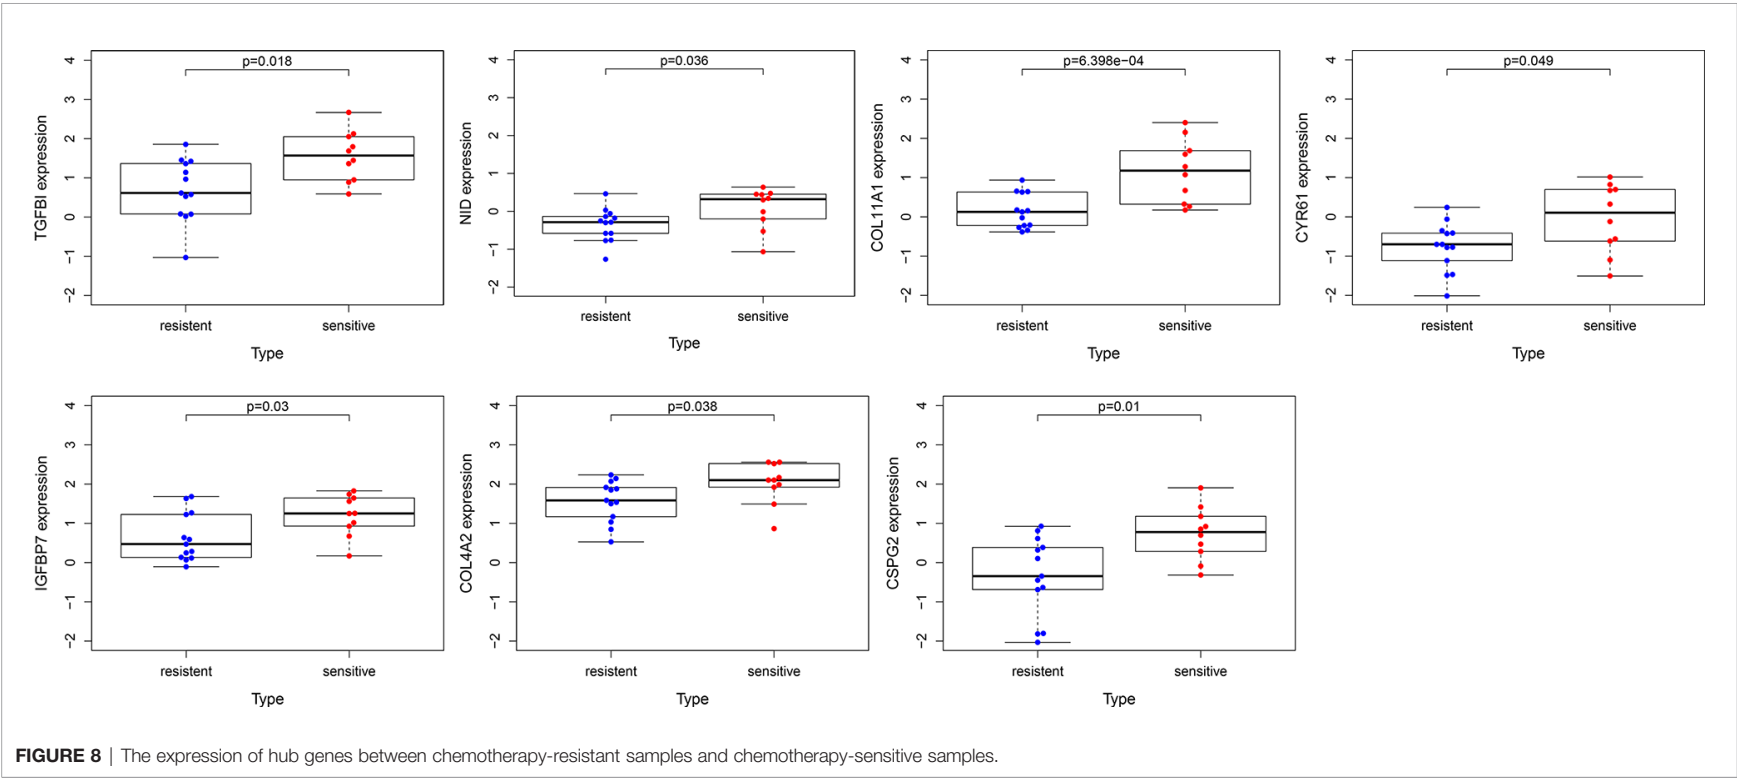 p=0.018
TGFBI expression
4
3
2
1
0
−1
−2
resistent sensitive
Type
p=0.036
NID expression
4
3
2
1
0
−1
−2
resistent sensitive
Type
p=6.398e−04
COL11A1 expression
4
3
2
1
0
−1
−2
resistent sensitive
Type
p=0.049
CYR61 expression
4
3
2
1
0
−1
−2
resistent sensitive
Type
p=0.03
IGFBP7 expression
4
3
2
1
0
−1
−2
resistent sensitive
Type
p=0.038
COL4A2 expression
4
3
2
1
0
−1
−2
resistent sensitive
Type
p=0.01
CSPG2 expression
4
3
2
1
0
−1
−2
resistent sensitive
Type
FIGURE 8 | The expression of hub genes between chemotherapy-resistant samples and chemotherapy-sensitive samples.